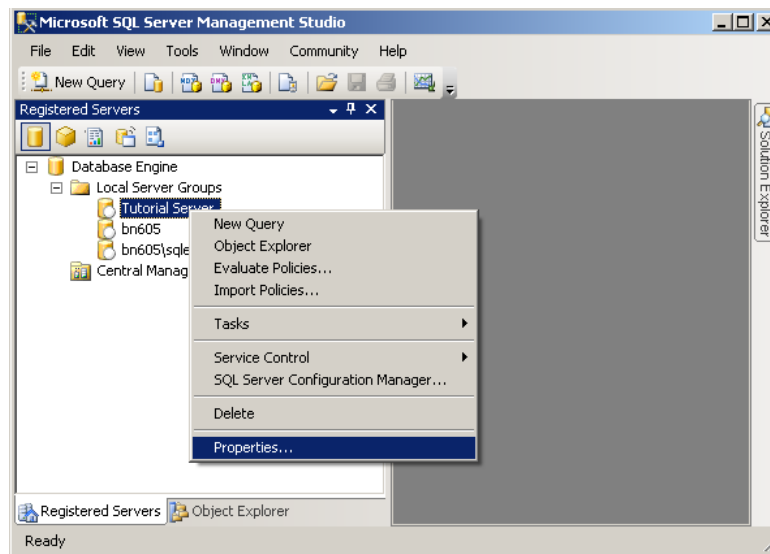 Microsoft SQL Server Management Studio
File Edit View Tools Window Community Help
New Query
Registered Servers
Database Engine
Local Server Groups
Tutorial Server
bn605
bn605\sqle
Central Manag
New Query
Object Explorer
Evaluate Policies...
Import Policies...
Tasks
Service Control
SQL Server Configuration Manager...
Delete
Properties...
Solution Explorer
Registered Servers Object Explorer
Ready